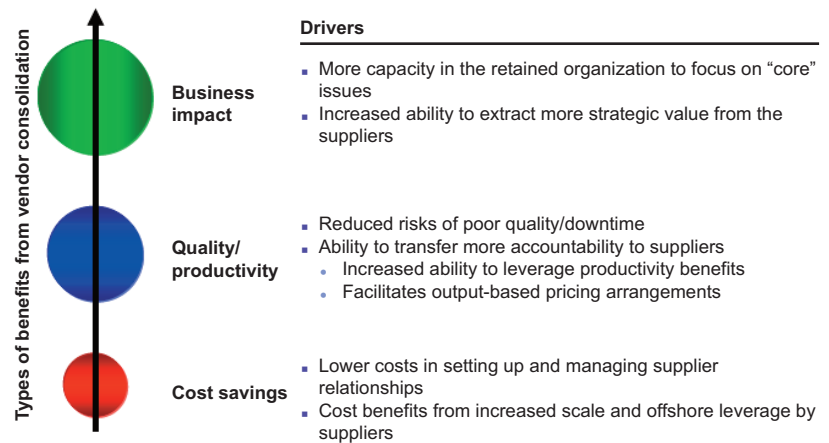 Types of benefits from vendor consolidation
Drivers
Business
impact
▪ More capacity in the retained organization to focus on “core”
issues
▪ Increased ability to extract more strategic value from the
suppliers
Quality/
productivity
▪ Reduced risks of poor quality/downtime
▪ Ability to transfer more accountability to suppliers
• Increased ability to leverage productivity benefits
• Facilitates output-based pricing arrangements
Cost savings
▪ Lower costs in setting up and managing supplier
relationships
▪ Cost benefits from increased scale and offshore leverage by
suppliers